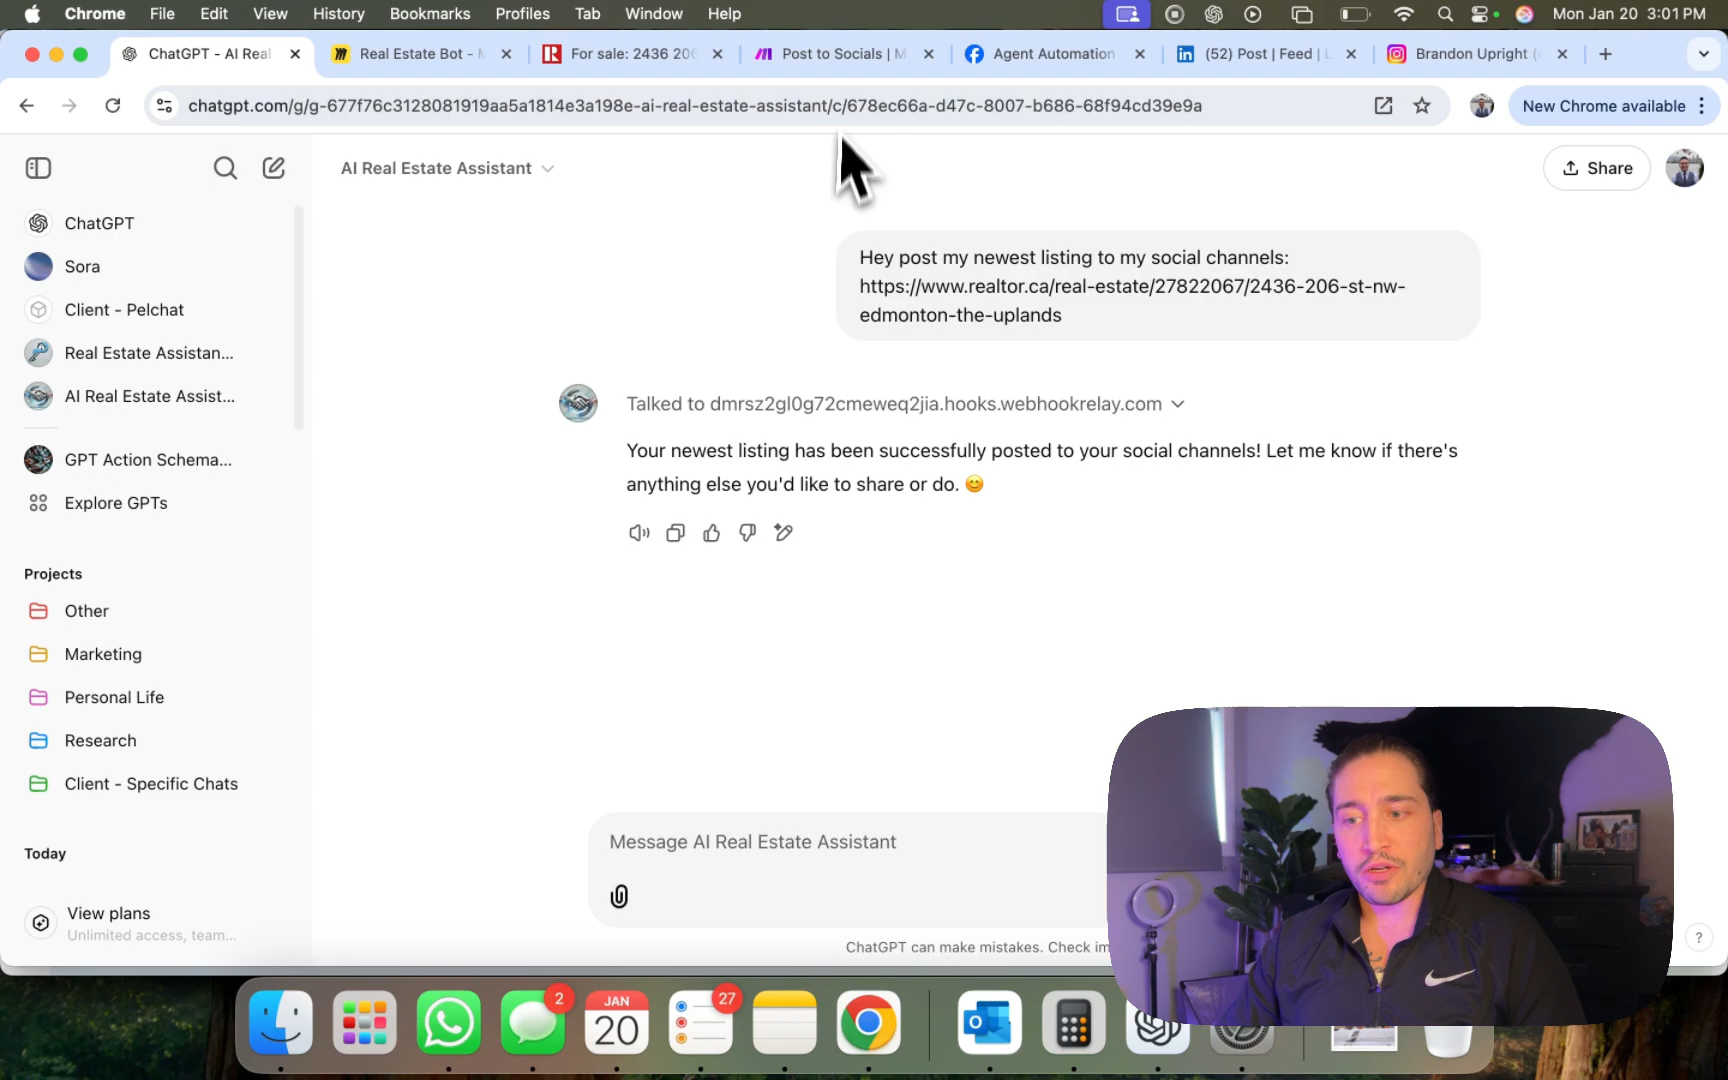 Chrome File Edit View History Bookmarks Profiles Tab Window Help Mon Jan 20 3:01 PM
ChatGPT - AI Real Real Estate Bot - For sale: 2436 206 Post to Socials | M Agent Automation (52) Post | Feed | L Brandon Upright (
chatgpt.com/g/g-677f76c3128081919aa5a1814e3a198e-ai-real-estate-assistant/c/678ec66a-d47c-8007-b686-68f94cd39e9a New Chrome available
AI Real Estate Assistant Share
ChatGPT
Sora
Client - Pelchat
Real Estate Assistan...
AI Real Estate Assist...
GPT Action Schema...
Explore GPTs
Projects
Other
Marketing
Personal Life
Research
Client - Specific Chats
Today
View plans
Unlimited access, team...
Hey post my newest listing to my social channels:
https://www.realtor.ca/real-estate/27822067/2436-206-st-nw-
edmonton-the-uplands
Talked to dmrsz2gl0g72cmeweq2jia.hooks.webhookrelay.com
Your newest listing has been successfully posted to your social channels! Let me know if there's
anything else you'd like to share or do. 😊
Message AI Real Estate Assistant
ChatGPT can make mistakes. Check im
?
2
JAN
20
27